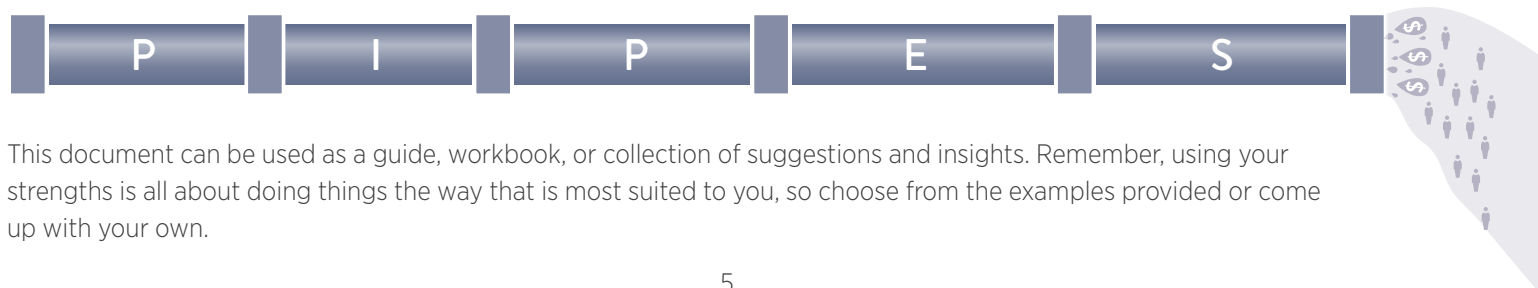 P I P P E S
$
$
$
This document can be used as a guide, workbook, or collection of suggestions and insights. Remember, using your
strengths is all about doing things the way that is most suited to you, so choose from the examples provided or come
up with your own.
5